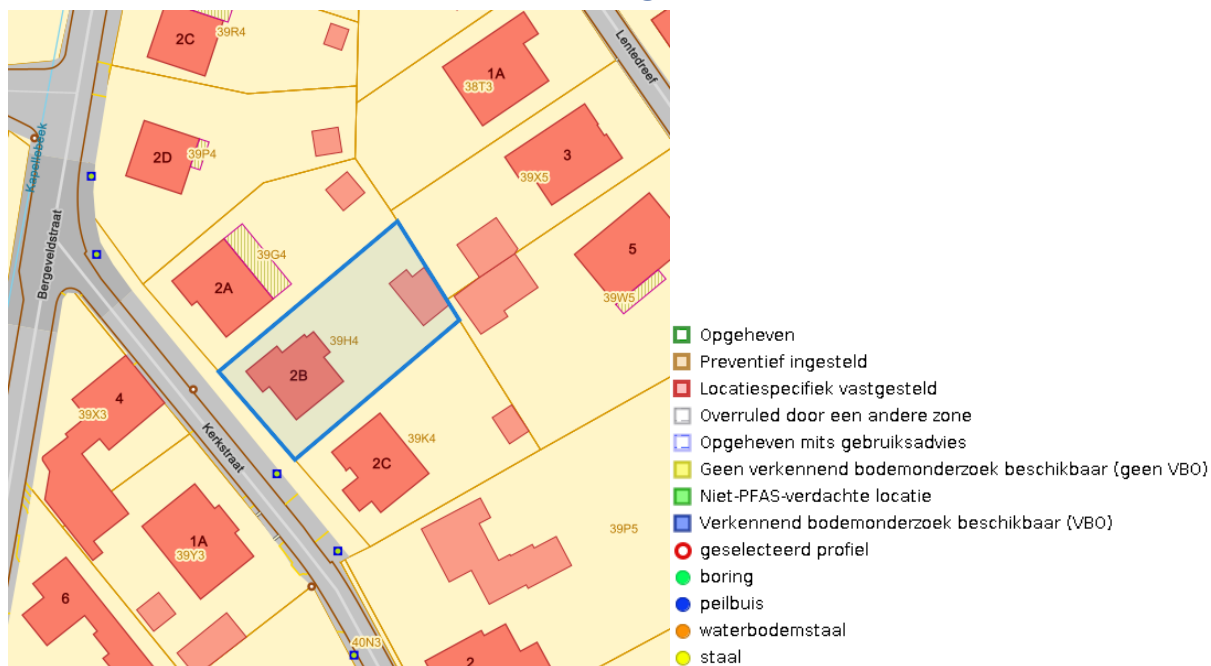 2C
39R4
Lentedreef
1A
38T3
Kapellebeek
2D
39P4
3
39X5
Bergeveldstraat
39G4
2A
5
39W5
39H4
2B
4
39X3
Kerkstraat
39K4
2C
39P5
1A
39Y3
6
40N3
2
Opgeheven
Preventief ingesteld
Locatiespecifiek vastgesteld
Overruled door een andere zone
Opgeheven mits gebruiksadvies
Geen verkennend bodemonderzoek beschikbaar (geen VBO)
Niet-PFAS-verdachte locatie
Verkennend bodemonderzoek beschikbaar (VBO)
geselecteerd profiel
boring
peilbuis
waterbodemstaal
staal